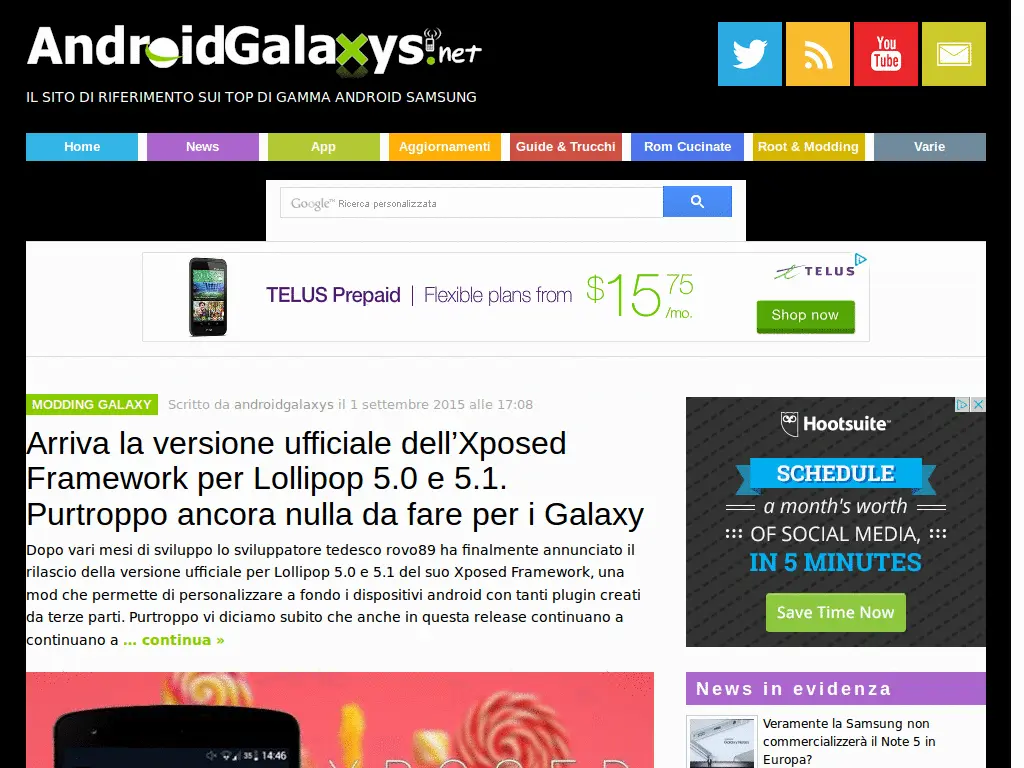 AndroidGalaxys.net
IL SITO DI RIFERIMENTO SUI TOP DI GAMMA ANDROID SAMSUNG
You
Tube
Home
News
App
Aggiornamenti
Guide & Trucchi
Rom Cucinate
Root & Modding
Varie
Google™ Ricerca personalizzata
TELUS Prepaid | Flexible plans from $15.75 /mo.
TELUS
Shop now
MODDING GALAXY Scritto da androidgalaxys il 1 settembre 2015 alle 17:08
Arriva la versione ufficiale dell’Xposed
Framework per Lollipop 5.0 e 5.1.
Purtroppo ancora nulla da fare per i Galaxy
Dopo vari mesi di sviluppo lo sviluppatore tedesco rovo89 ha finalmente annunciato il
rilascio della versione ufficiale per Lollipop 5.0 e 5.1 del suo Xposed Framework, una
mod che permette di personalizzare a fondo i dispositivi android con tanti plugin creati
da terze parti. Purtroppo vi diciamo subito che anche in questa release continuano a
continuano a ... continua »
35 14:46
XPOSED
Hootsuite™
SCHEDULE
a month's worth
OF SOCIAL MEDIA,
IN 5 MINUTES
Save Time Now
News in evidenza
Veramente la Samsung non
commercializzerà il Note 5 in
Europa?